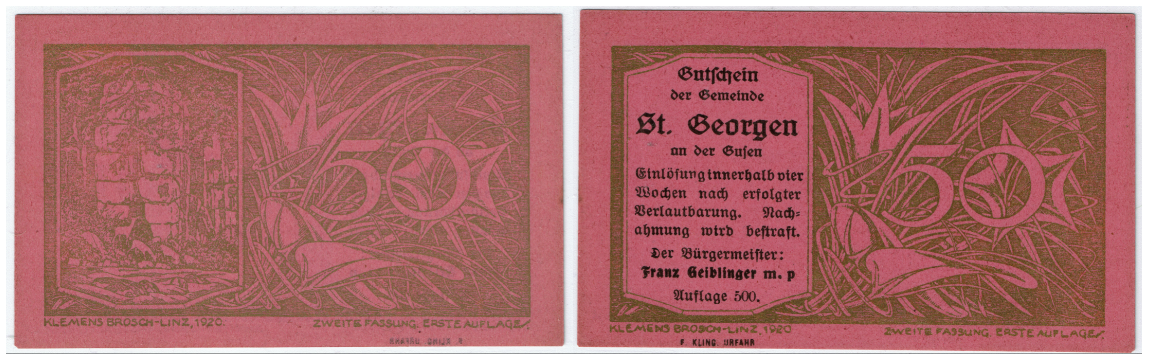 50
KLEMENS BROSCH-LINZ, 1920.
ZWEITE FASSUNG. ERSTE AUFLAGE.
Gutschein
der Gemeinde
St. Georgen
an der Gusen
Einlösung innerhalb vier
Wochen nach erfolgter
Verlautbarung. Nach-
ahmung wird bestraft.
Der Bürgermeister:
Franz Geiblinger m. p
Auflage 500.
50
KLEMENS BROSCH-LINZ, 1920
ZWEITE FASSUNG. ERSTE AUFLAGE.
F. KLING URFAHR